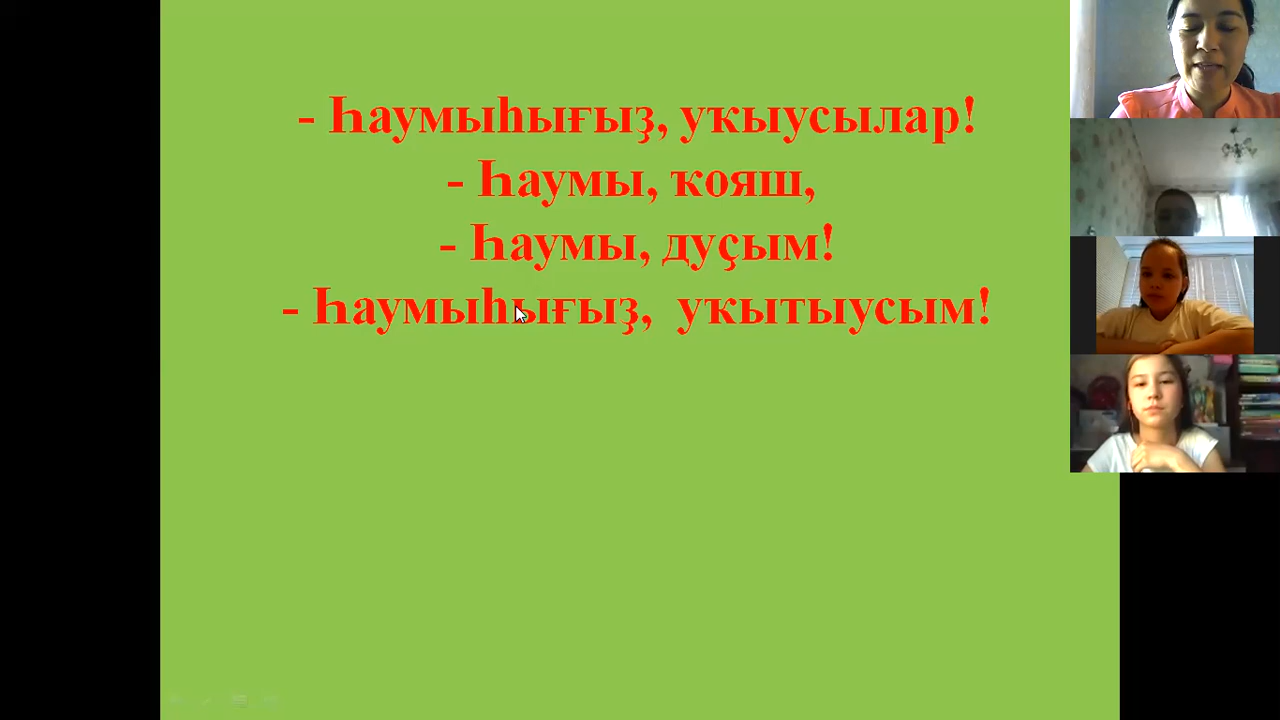 - Һаумыһығыҙ, уҡыусылар!
- Һаумы, ҡояш,
- Һаумы, дуҫым!
- Һаумыһығыҙ, уҡытыусым!